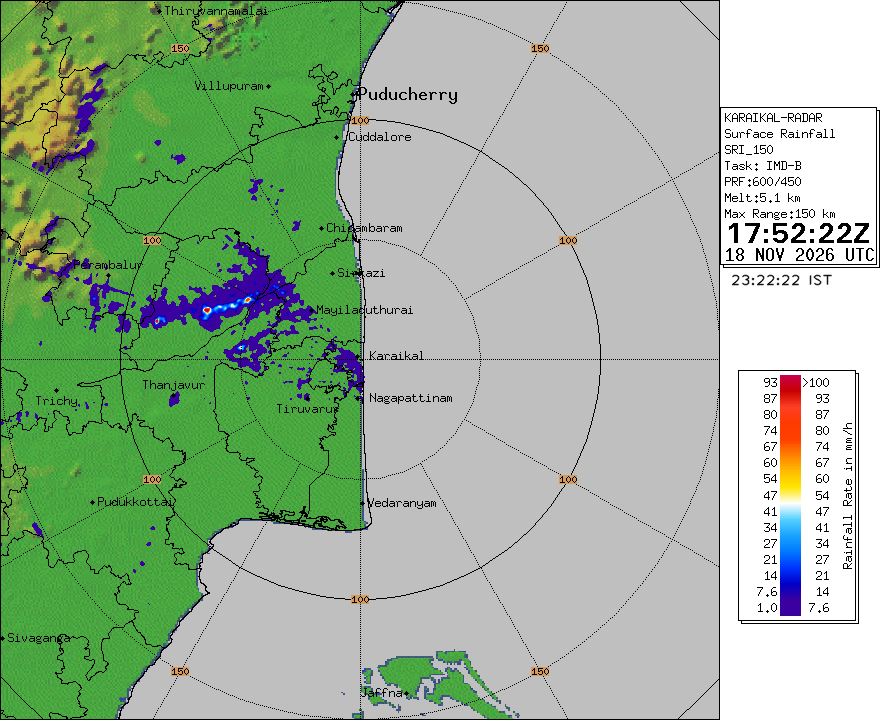 Thiruvannamalai
150
150
Villupuram
Puducherry
100
Cuddalore
Chidambaram
100
100
Perambalur
Sirkazi
Mayiladuthurai
Karaikal
Thanjavur
Trichy
Nagapattinam
Tiruvarur
100
100
Pudukkottai
Vedaranyam
100
Sivaganga
150
150
Jaffna
KARAIKAL-RADAR
Surface Rainfall
SRI_150
Task: IMD-B
PRF:600/450
Melt:5.1 km
Max Range:150 km
17:52:22Z
18 NOV 2026 UTC
23:22:22 IST
93 >100
87 93
80 87
74 80
67 74
60 67
54 60
47 54
41 47
34 41
27 34
21 27
14 21
7.6 14
1.0 7.6
Rainfall Rate in mm/h